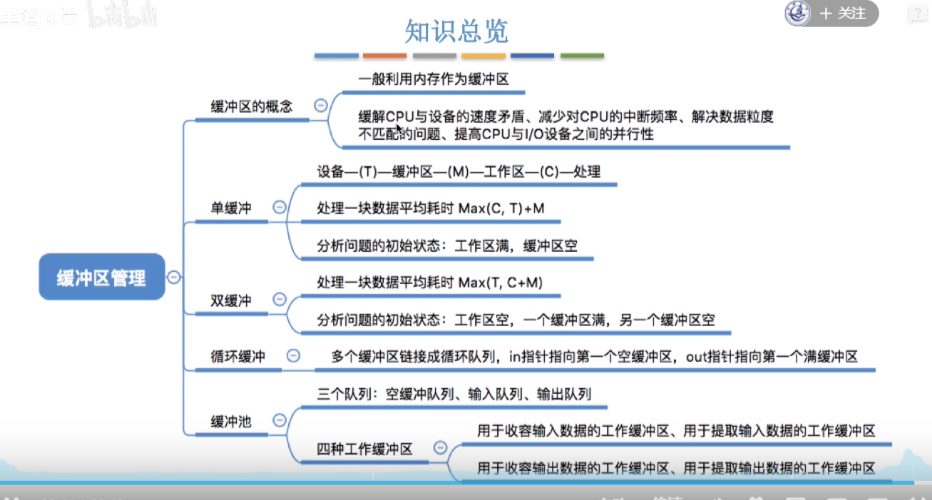 bilibili
+ 关注
知识总览
缓冲区管理
缓冲区的概念
一般利用内存作为缓冲区
缓解CPU与设备的速度矛盾、减少对CPU的中断频率、解决数据粒度
不匹配的问题、提高CPU与I/O设备之间的并行性
单缓冲
设备—(T)—缓冲区—(M)—工作区—(C)—处理
处理一块数据平均耗时 Max(C, T)+M
分析问题的初始状态：工作区满，缓冲区空
双缓冲
处理一块数据平均耗时 Max(T, C+M)
分析问题的初始状态：工作区空，一个缓冲区满，另一个缓冲区空
循环缓冲
多个缓冲区链接成循环队列，in指针指向第一个空缓冲区，out指针指向第一个满缓冲区
缓冲池
三个队列：空缓冲队列、输入队列、输出队列
四种工作缓冲区
用于收容输入数据的工作缓冲区、用于提取输入数据的工作缓冲区
用于收容输出数据的工作缓冲区、用于提取输出数据的工作缓冲区